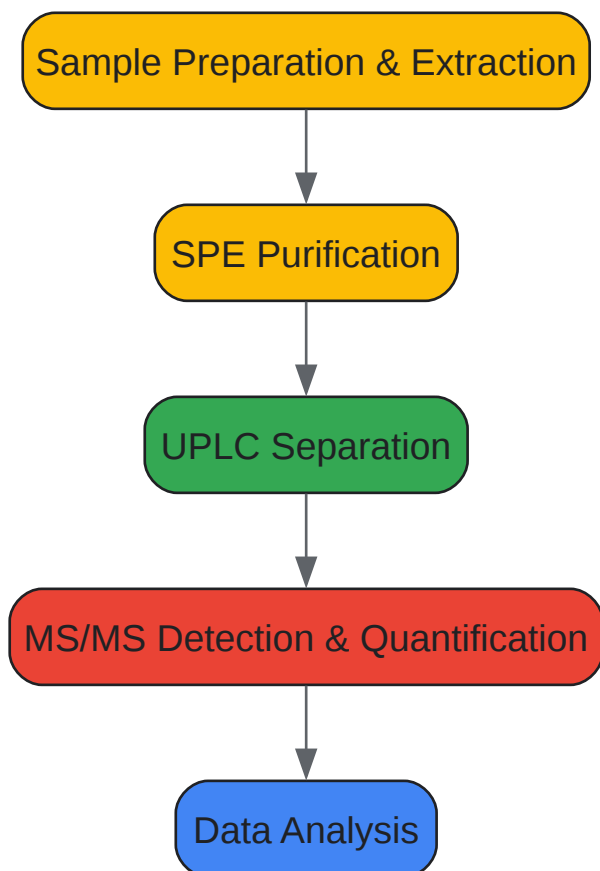 Sample Preparation & Extraction
SPE Purification
UPLC Separation
MS/MS Detection & Quantification
Data Analysis